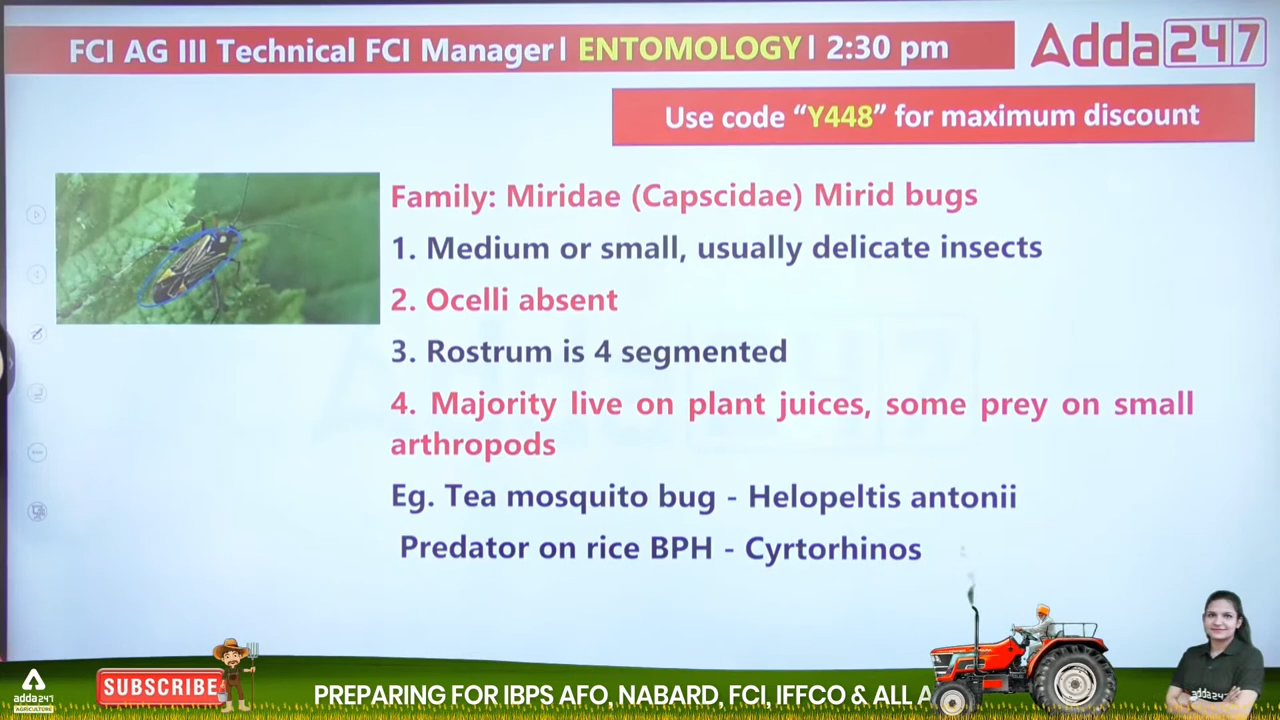 FCI AG III Technical FCI Manager| ENTOMOLOGY| 2:30 pm
Adda247
Use code “Y448” for maximum discount
Family: Miridae (Capscidae) Mirid bugs
1. Medium or small, usually delicate insects
2. Ocelli absent
3. Rostrum is 4 segmented
4. Majority live on plant juices, some prey on small
arthropods
Eg. Tea mosquito bug - Helopeltis antonii
Predator on rice BPH - Cyrtorhinos
adda247
AGRICULTURE
SUBSCRIBE
PREPARING FOR IBPS AFO, NABARD, FCI, IFFCO & ALL A
adda247